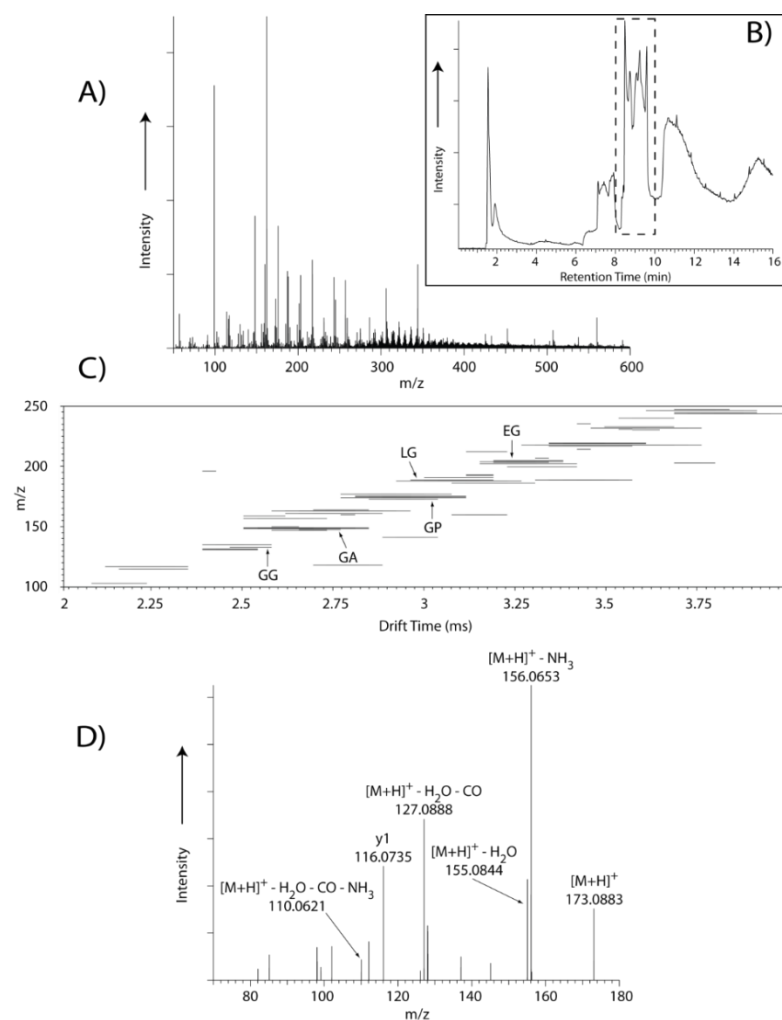 A)
Intensity
100 200 300 400 500 600
m/z
B)
Intensity
2 4 6 8 10 12 14 16
Retention Time (min)
C)
250
200
150
100
m/z
EG
LG
GP
GA
GG
2 2.25 2.5 2.75 3 3.25 3.5 3.75
Drift Time (ms)
D)
Intensity
[M+H]⁺ - NH₃
156.0653
[M+H]⁺ - H₂O - CO
127.0888
y1
116.0735
[M+H]⁺ - H₂O
155.0844
[M+H]⁺
173.0883
[M+H]⁺ - H₂O - CO - NH₃
110.0621
80 100 120 140 160 180
m/z